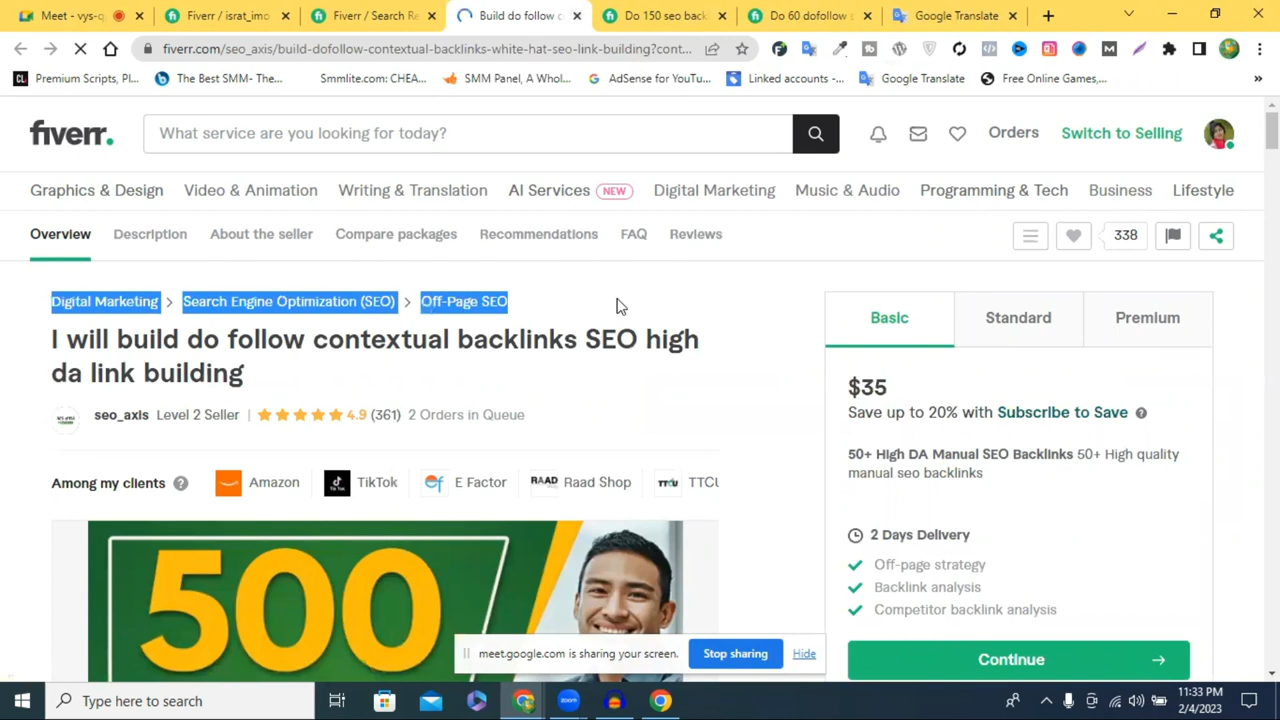 Meet - vys-q
Fiverr / israt_imo
Fiverr / Search Re
Build do follow c
Do 150 seo back
Do 60 dofollow s
Google Translate
fiverr.com/seo_axis/build-dofollow-contextual-backlinks-white-hat-seo-link-building?cont...
Premium Scripts, Pl...
The Best SMM- The...
Smmlite.com: CHEA...
SMM Panel, A Whol...
AdSense for YouTu...
Linked accounts -...
Google Translate
Free Online Games,...
fiverr.
What service are you looking for today?
Orders
Switch to Selling
Graphics & Design
Video & Animation
Writing & Translation
AI Services NEW
Digital Marketing
Music & Audio
Programming & Tech
Business
Lifestyle
Overview
Description
About the seller
Compare packages
Recommendations
FAQ
Reviews
338
Digital Marketing > Search Engine Optimization (SEO) > Off-Page SEO
I will build do follow contextual backlinks SEO high
da link building
seo_axis Level 2 Seller | 4.9 (361) 2 Orders in Queue
Among my clients
Amazon
TikTok
E Factor
RAAD Raad Shop
TTCU TTCU
500
Basic
Standard
Premium
$35
Save up to 20% with Subscribe to Save
50+ High DA Manual SEO Backlinks 50+ High quality
manual seo backlinks
2 Days Delivery
Off-page strategy
Backlink analysis
Competitor backlink analysis
Continue
meet.google.com is sharing your screen.
Stop sharing
Hide
Type here to search
zoom
11:33 PM
2/4/2023